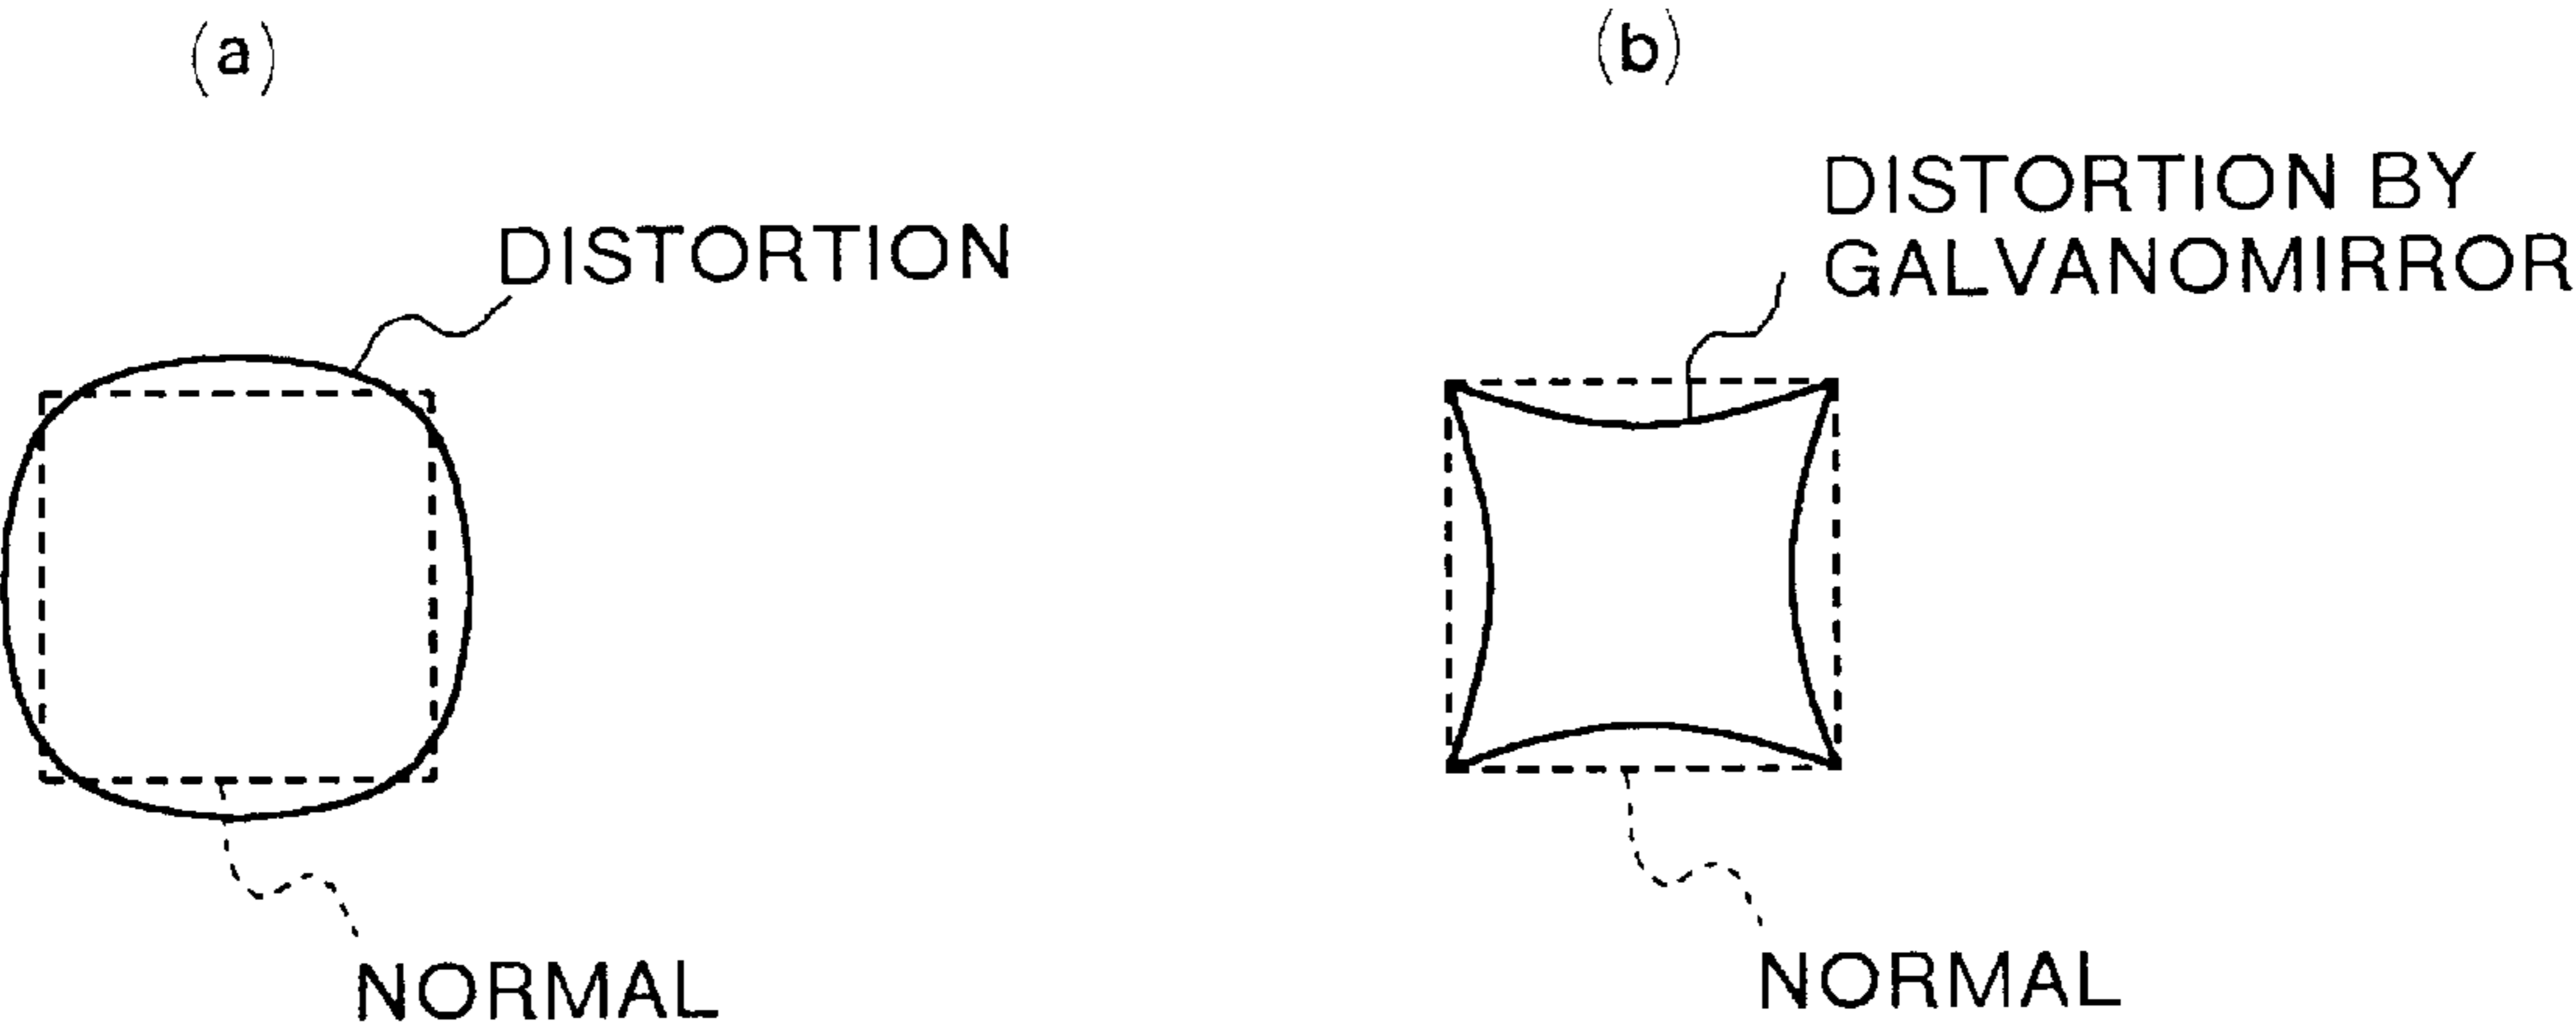 (a)
DISTORTION
NORMAL
(b)
DISTORTION BY
GALVANOMIRROR
NORMAL